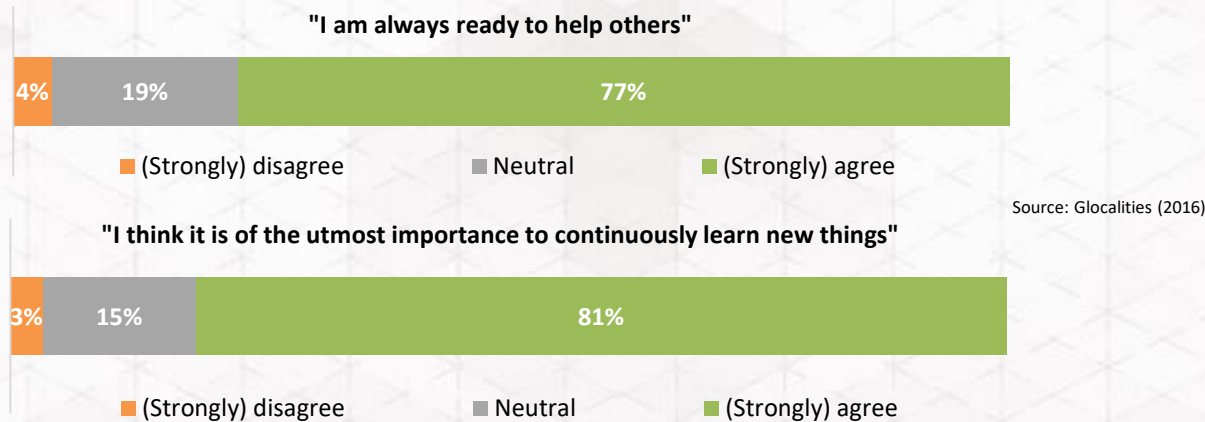 "I am always ready to help others"
4% 19% 77%
(Strongly) disagree Neutral (Strongly) agree
Source: Glocalities (2016)
"I think it is of the utmost importance to continuously learn new things"
3% 15% 81%
(Strongly) disagree Neutral (Strongly) agree